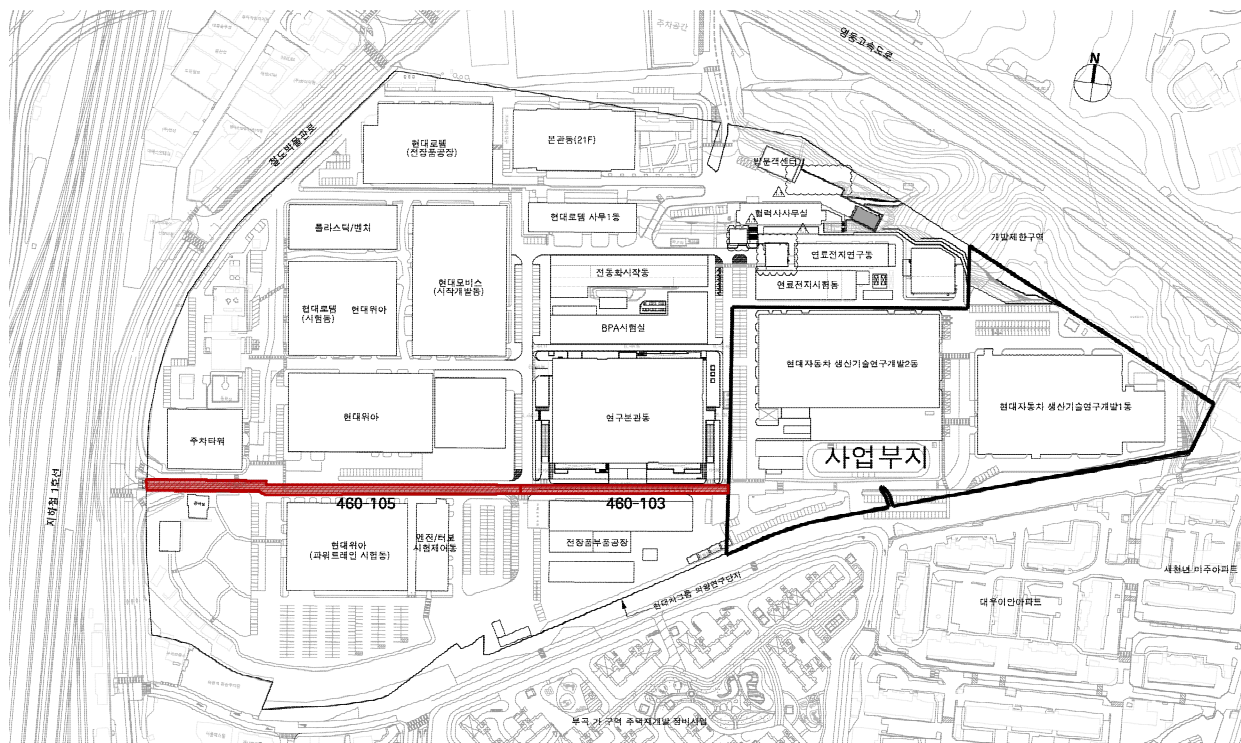 주차공간
영동고속도로
N
철도박물관로
현대로템
(전장품공장)
본관동(21F)
방문객센터
현대로템 사무1동
협력사사무실
플라스틱/벤치
개발제한구역
연료전지연구동
현대모비스
(시작개발동)
전동화시작동
연료전지시험동
현대로템
(시험동)
현대위아
BPA시험실
현대자동차 생산기술연구개발2동
현대자동차 생산기술연구개발1동
현대위아
연구분관동
주차타워
사업부지
지하철 1호선
460-105
460-103
현대위아
(파워트레인 시험동)
엔진/터보
시험제어동
전장품부품공장
현대차그룹 의왕연구단지
새천년 미주아파트
대우이안아파트
부곡 가 구역 주택재개발 정비사업